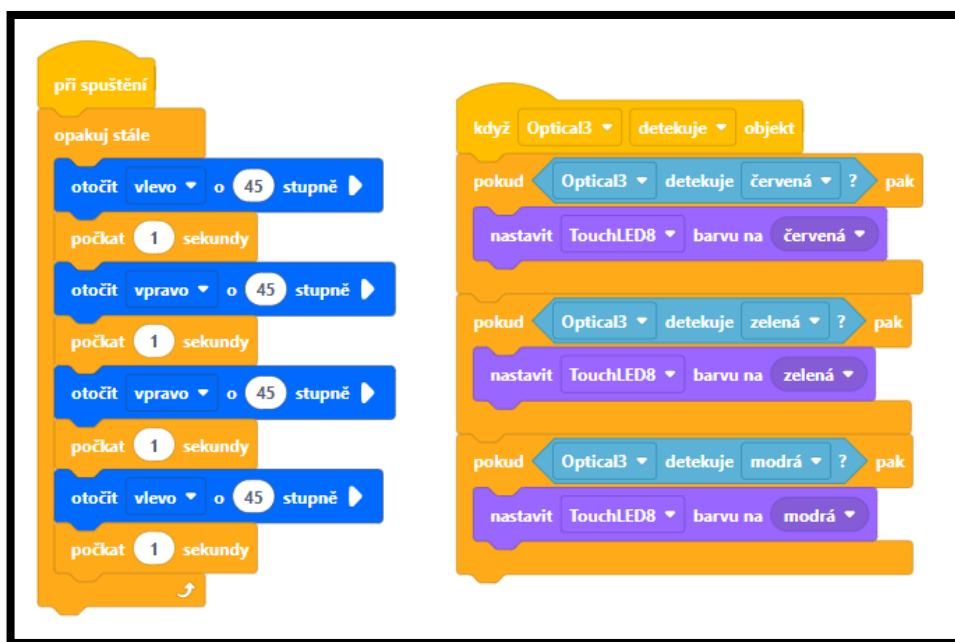 při spuštění
opakuj stále
otočit vlevo o 45 stupně
počkat 1 sekundy
otočit vpravo o 45 stupně
počkat 1 sekundy
otočit vpravo o 45 stupně
počkat 1 sekundy
otočit vlevo o 45 stupně
počkat 1 sekundy
když Optical3 detekuje objekt
pokud Optical3 detekuje červená ? pak
nastavit TouchLED8 barvu na červená
pokud Optical3 detekuje zelená ? pak
nastavit TouchLED8 barvu na zelená
pokud Optical3 detekuje modrá ? pak
nastavit TouchLED8 barvu na modrá